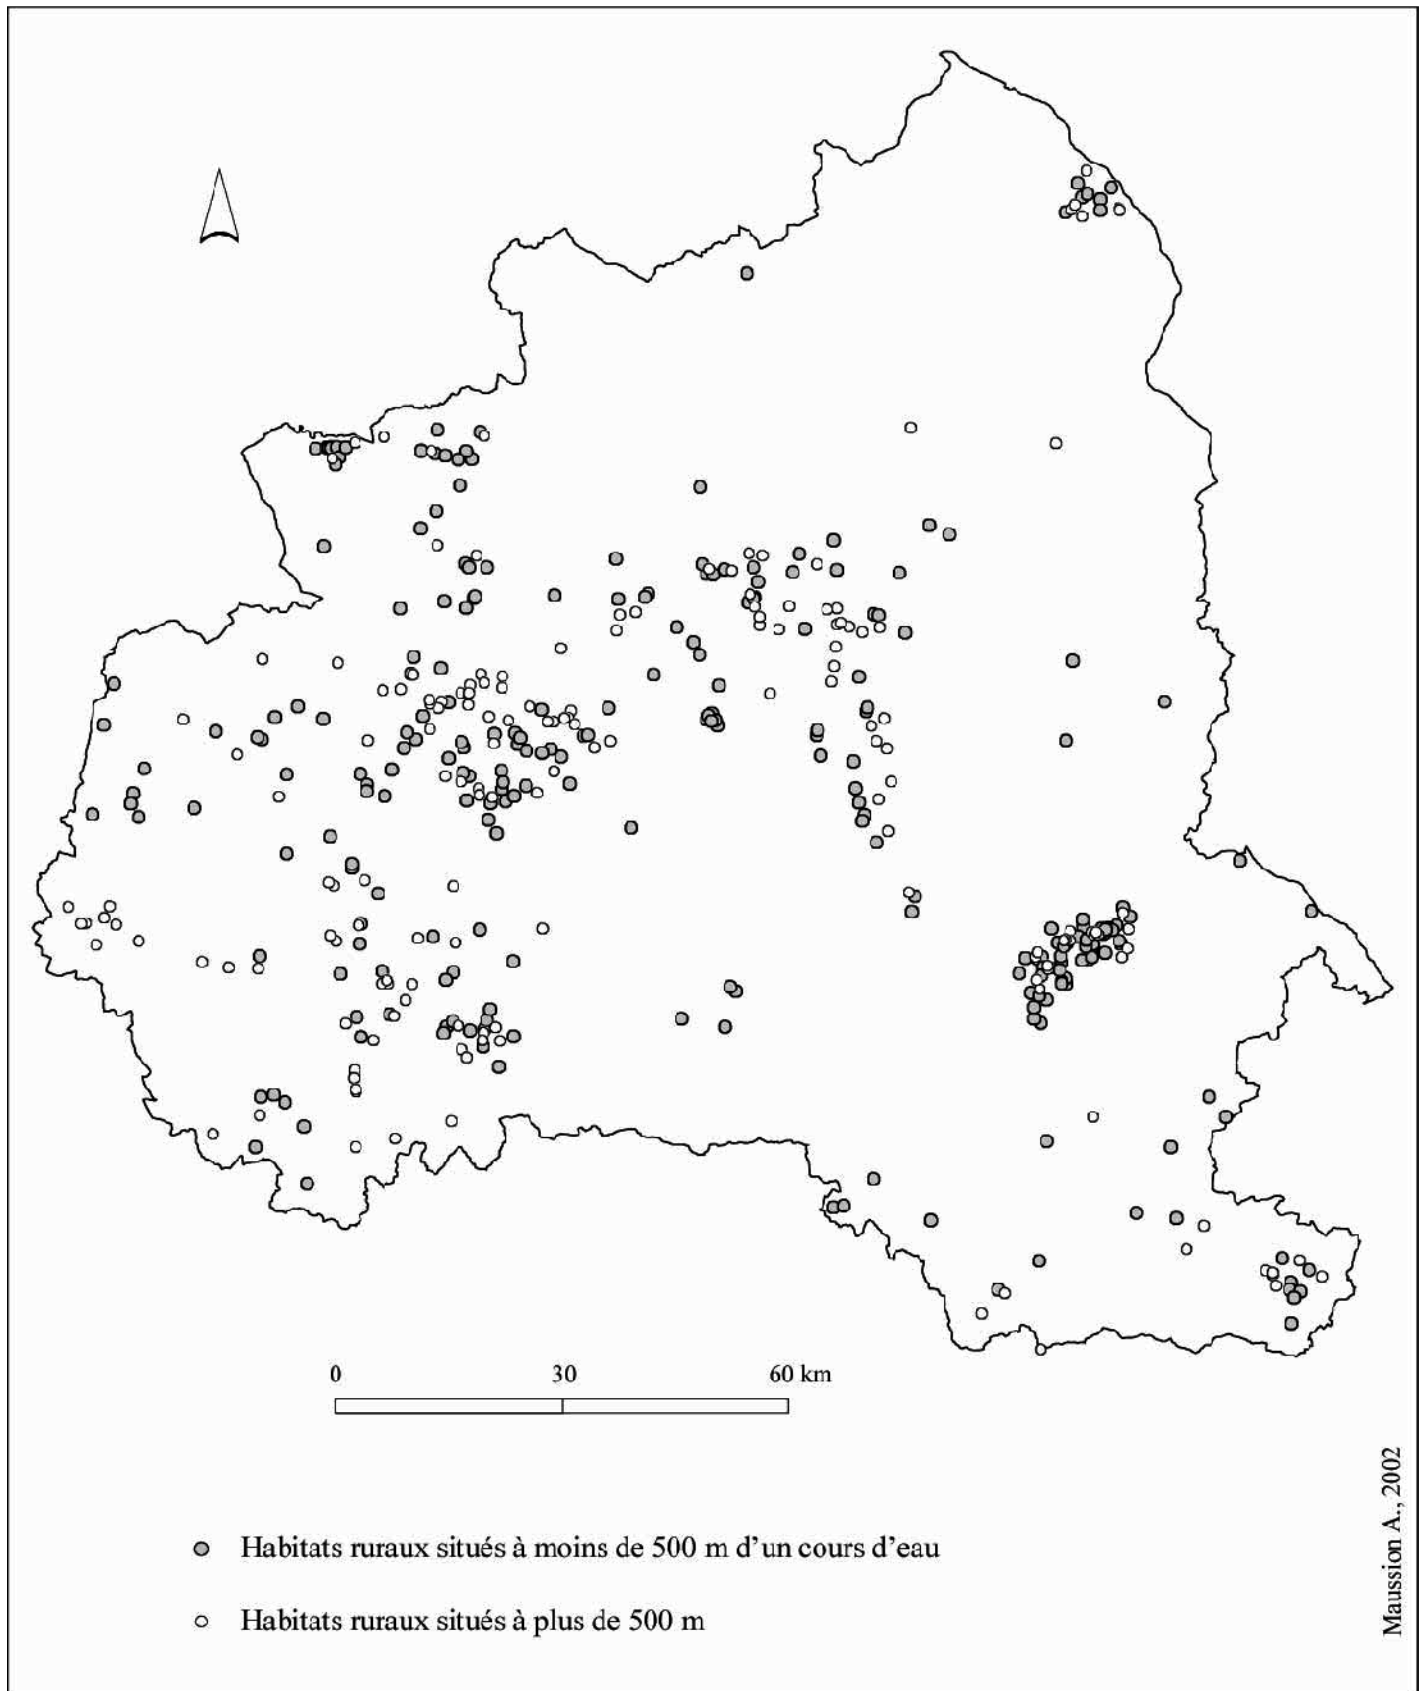 0 30 60 km
Habitats ruraux situés à moins de 500 m d'un cours d'eau
Habitats ruraux situés à plus de 500 m
Maussion A., 2002